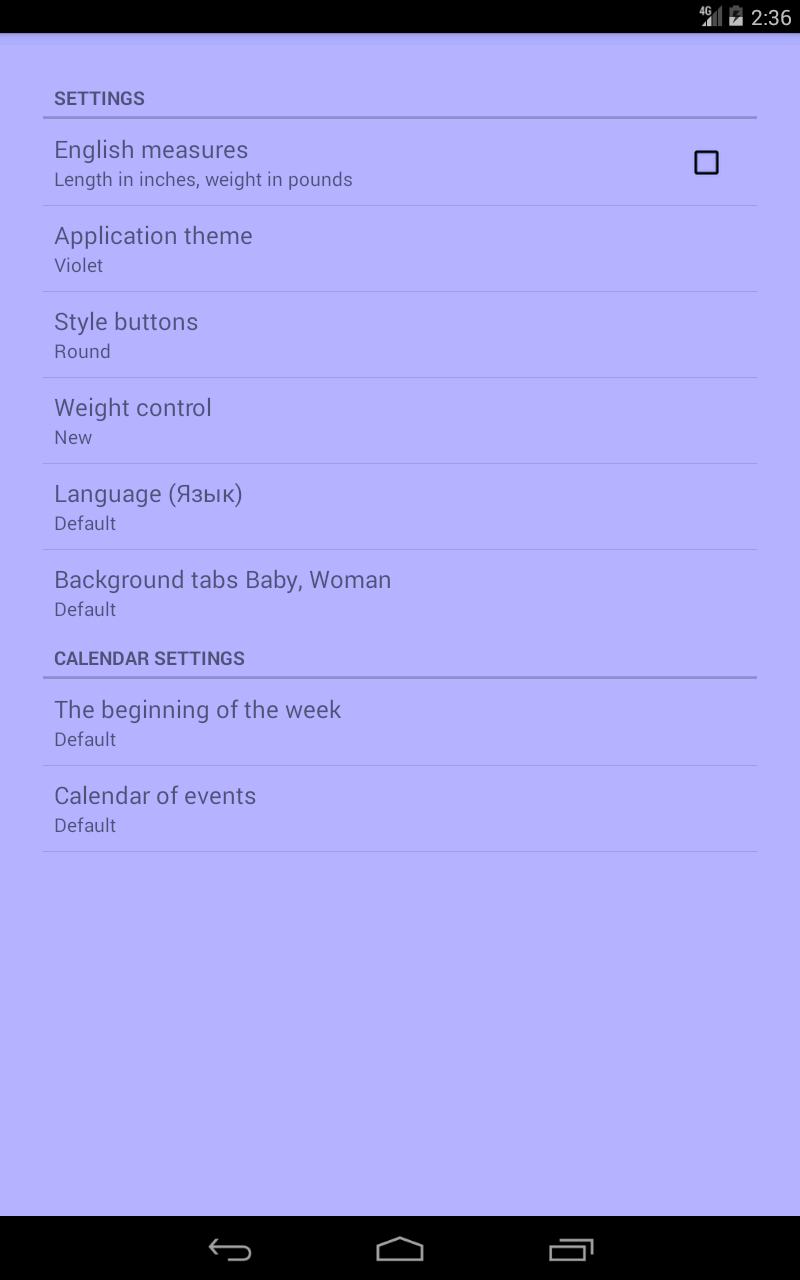 4G 2:36
SETTINGS
English measures
Length in inches, weight in pounds
Application theme
Violet
Style buttons
Round
Weight control
New
Language (Язык)
Default
Background tabs Baby, Woman
Default
CALENDAR SETTINGS
The beginning of the week
Default
Calendar of events
Default